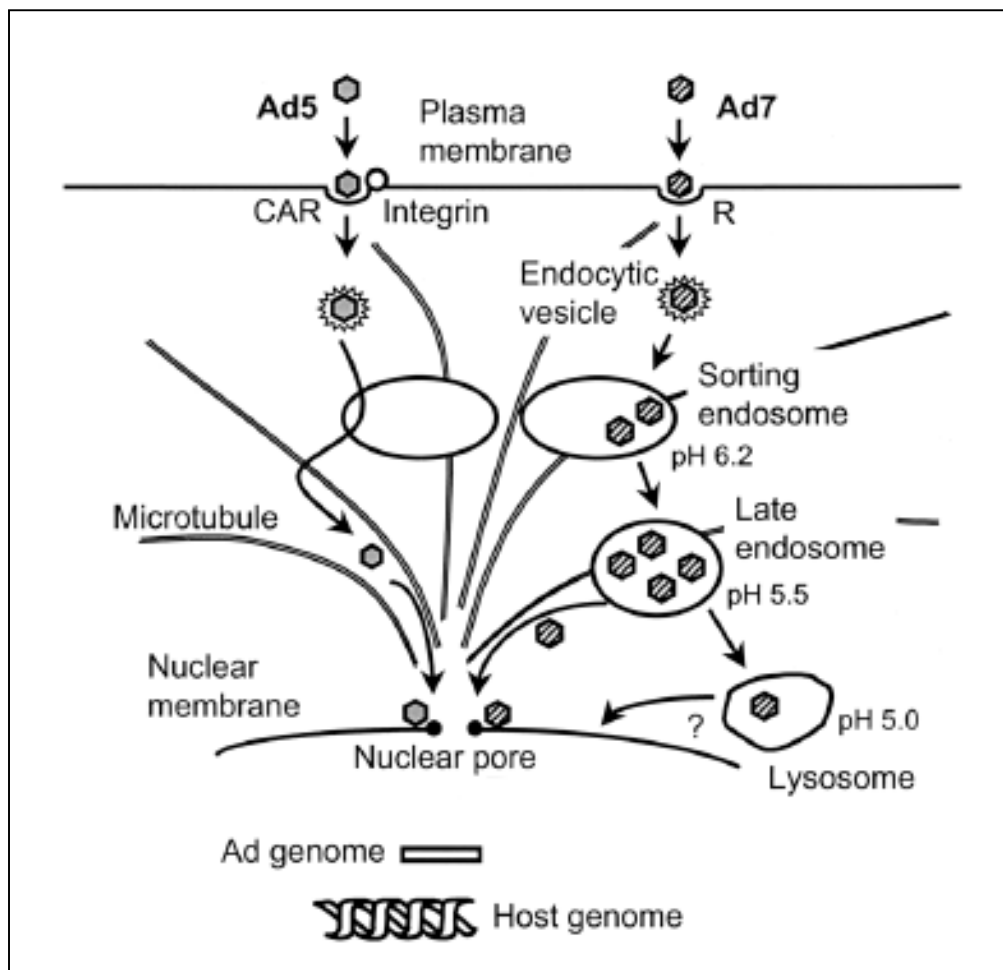 Ad5
Plasma
membrane
Ad7
CAR
Integrin
R
Endocytic
vesicle
Sorting
endosome
pH 6.2
Microtubule
Late
endosome
pH 5.5
Nuclear
membrane
?
pH 5.0
Nuclear pore
Lysosome
Ad genome
Host genome